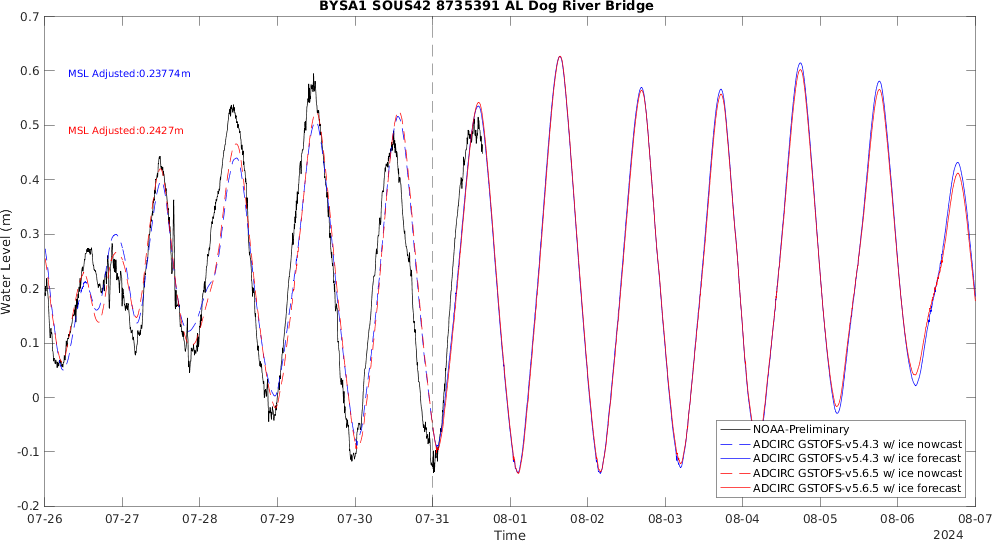 BYSA1 SOUS42 8735391 AL Dog River Bridge
0.7
0.6
0.5
0.4
0.3
0.2
0.1
0
-0.1
-0.2
Water Level (m)
MSL Adjusted:0.23774m
MSL Adjusted:0.2427m
NOAA-Preliminary
ADCIRC GSTOFS-v5.4.3 w/ ice nowcast
ADCIRC GSTOFS-v5.4.3 w/ ice forecast
ADCIRC GSTOFS-v5.6.5 w/ ice nowcast
ADCIRC GSTOFS-v5.6.5 w/ ice forecast
07-26 07-27 07-28 07-29 07-30 07-31 08-01 08-02 08-03 08-04 08-05 08-06 08-07
Time
2024